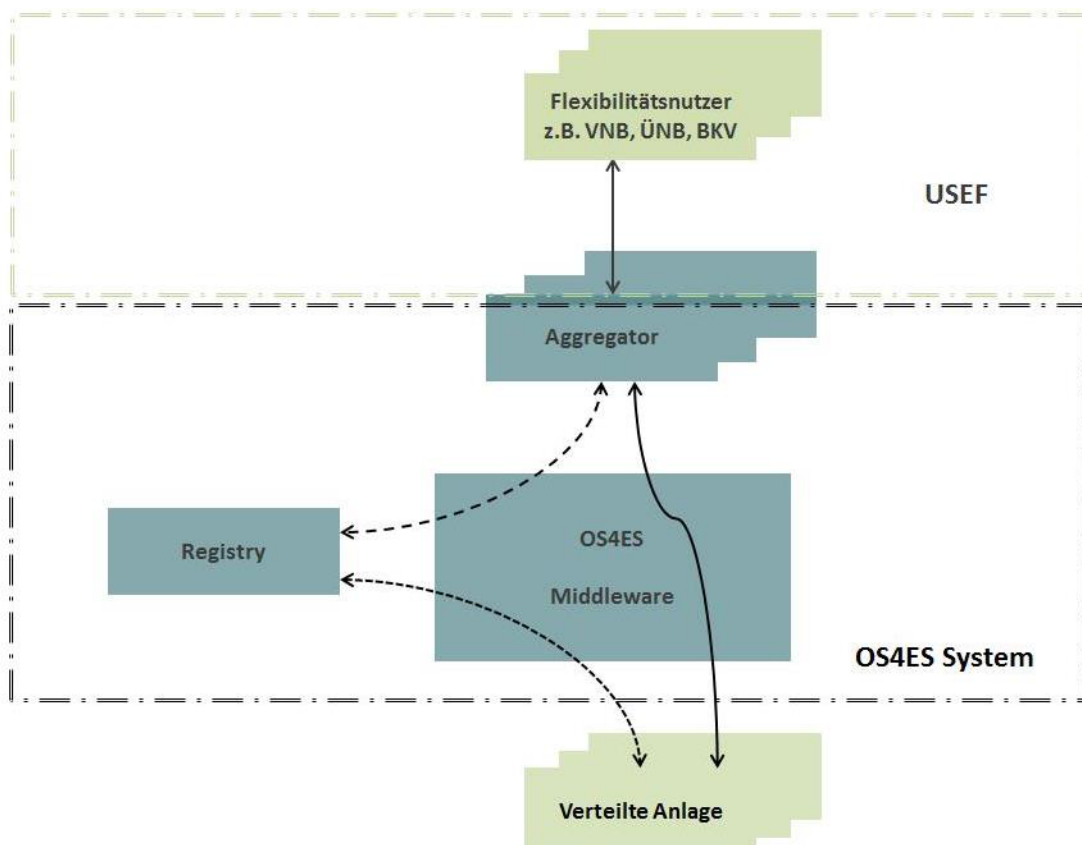 Flexibilitätsnutzer
z.B. VNB, ÜNB, BKV
USEF
Aggregator
Registry
OS4ES
Middleware
OS4ES System
Verteilte Anlage